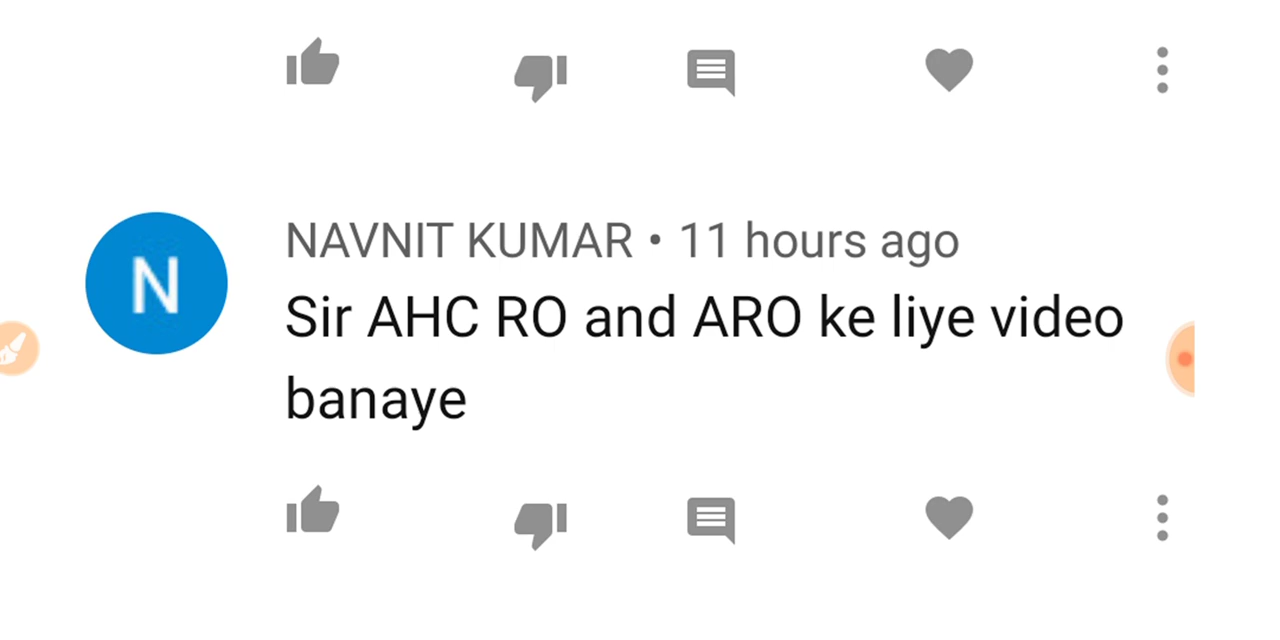 N
NAVNIT KUMAR • 11 hours ago
Sir AHC RO and ARO ke liye video
banaye